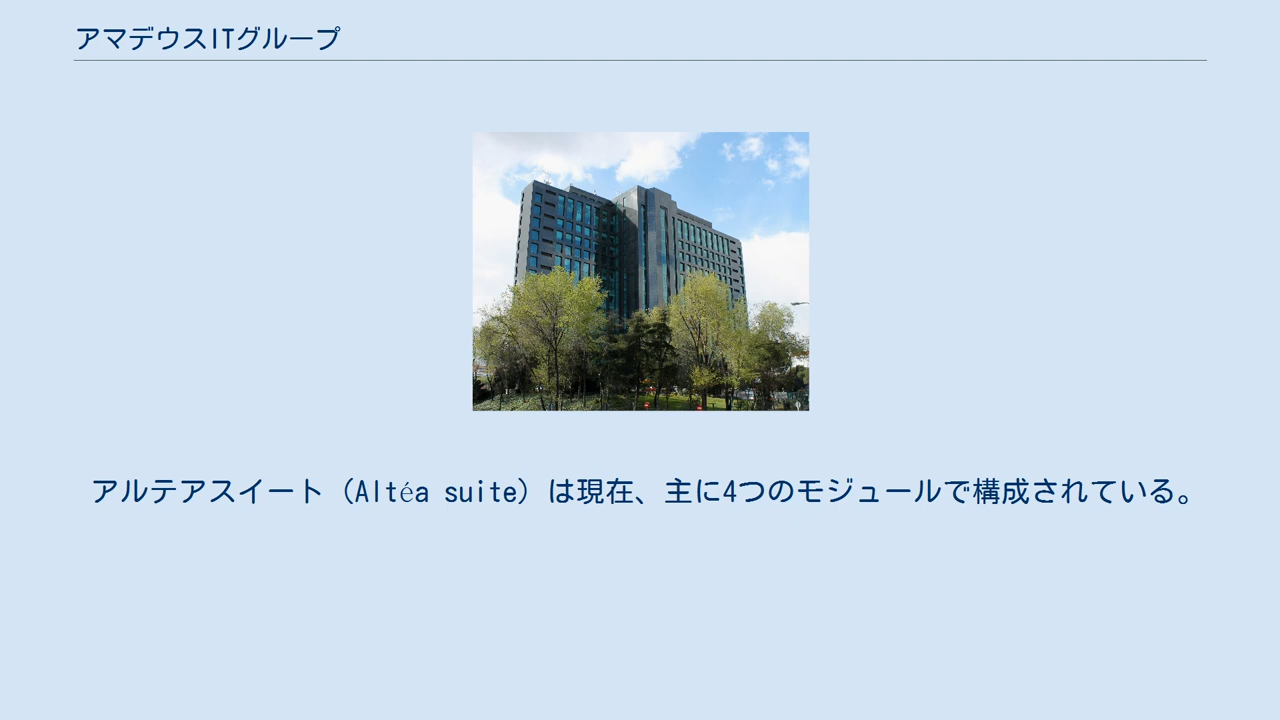 アマデウスITグループ
アルテアスイート（Altéa suite）は現在、主に4つのモジュールで構成されている。